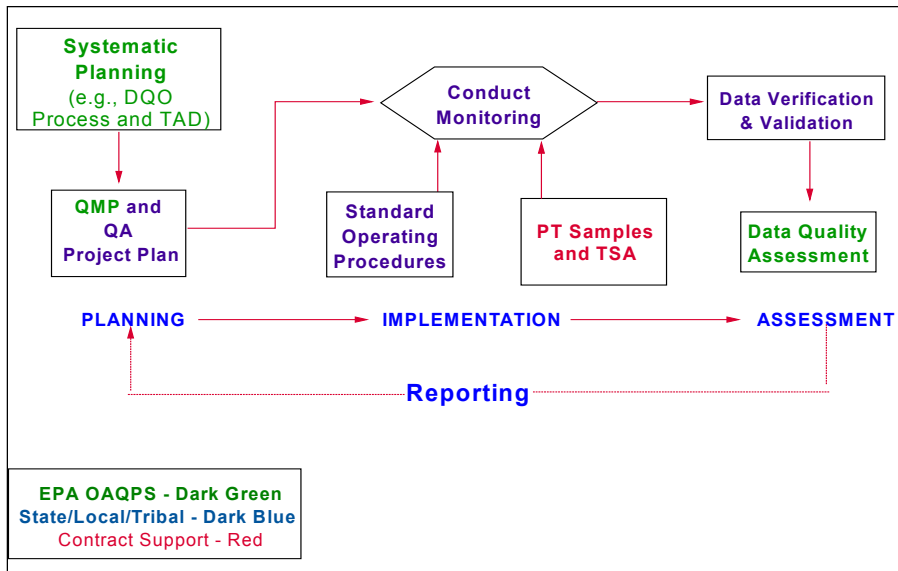 Systematic
Planning
(e.g., DQO
Process and TAD)
Conduct
Monitoring
Data Verification
& Validation
QMP and
QA
Project Plan
Standard
Operating
Procedures
PT Samples
and TSA
Data Quality
Assessment
PLANNING
IMPLEMENTATION
ASSESSMENT
Reporting
EPA OAQPS - Dark Green
State/Local/Tribal - Dark Blue
Contract Support - Red